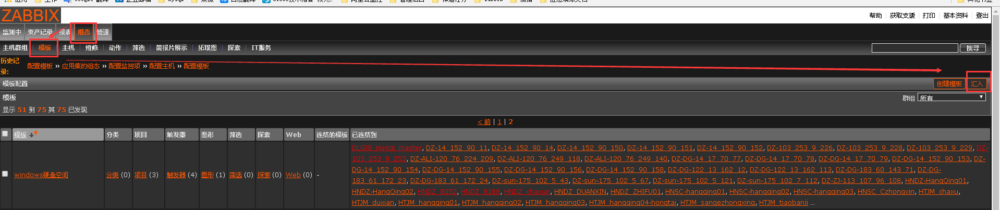 ZABBIX
帮助 | 获取支援 | 打印 | 基本资料 | 登出
监测中 资产记录 报表 组态 管理
主机群组 | 模板 | 主机 | 维修 | 动作 | 筛选 | 简报片展示 | 拓墣图 | 探索 | IT服务 搜寻
历史记录: 配置模板 » 应用集的组态 » 配置监控项 » 配置主机 » 配置模板
模板配置 创建模板 汇入
模板 群组 所有
显示 51 到 75 其 75 已发现
< 前 | 1 | 2
模板 分类 项目 触发器 图形 筛选 探索 Web 连结的模板 已连结到
windows硬盘空间 分类 (0) 项目 (3) 触发器 (4) 图形 (1) 筛选 (0) 探索 (0) Web (0) -
DLGJS_mysql_master, DZ-14_152_90_11, DZ-14_152_90_14, DZ-14_152_90_150, DZ-14_152_90_151, DZ-14_152_90_152, DZ-103_253_9_226, DZ-103_253_9_228, DZ-103_253_9_229, DZ-
103_253_9_253, DZ-ALI-120_76_224_209, DZ-ALI-120_76_249_118, DZ-ALI-120_76_249_140, DZ-DG-14_17_70_77, DZ-DG-14_17_70_78, DZ-DG-14_17_70_79, DZ-DG-14_152_90_153, DZ-
DG-14_152_90_154, DZ-DG-14_152_90_155, DZ-DG-14_152_90_156, DZ-DG-14_152_90_158, DZ-DG-122_13_162_12, DZ-DG-122_13_162_113, DZ-DG-183_60_143_71, DZ-DG-
183_61_172_23, DZ-DG-183_61_172_24, DZ-sun-175_102_5_43, DZ-sun-175_102_5_67, DZ-sun-175_102_5_121, DZ-sun-175_102_7_112, DZ-ZJ-113_107_96_108, HNDZ-HangQing01,
HNDZ-HangQing02, HNDZ_8052, HNDZ_8188, HNDZ_chaxun, HNDZ_DUANXIN, HNDZ_ZHIFU01, HNSC-hangqing01, HNSC-hangqing02, HNSC-hangqing03, HNSC_Czhongxin, HTJM_chaxu,
HTJM_duxian, HTJM_hangqing01, HTJM_hangqing02, HTJM_hangqing03, HTJM_hangqing04-hongtai, HTJM_sangezhongxing, HTJM_tiaobanji ...